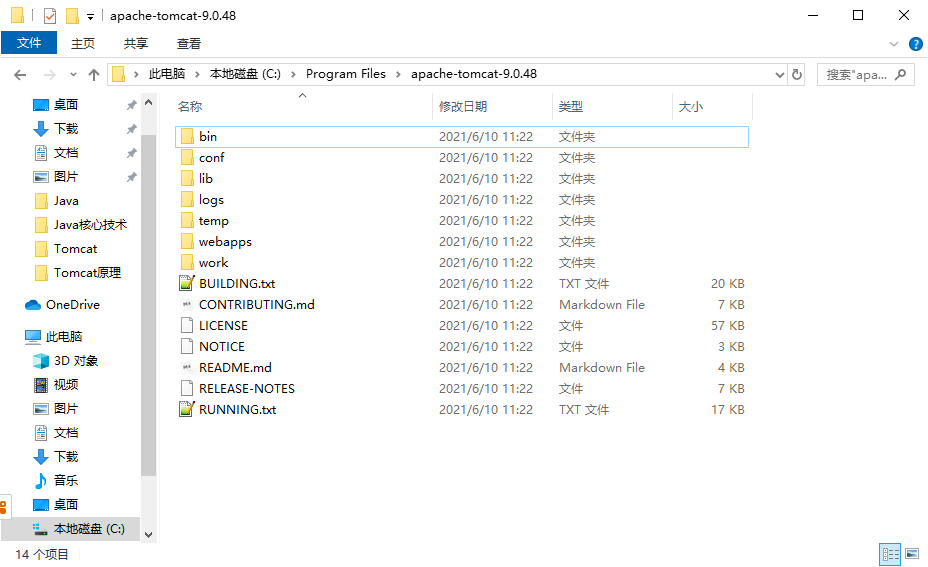 apache-tomcat-9.0.48
文件 主页 共享 查看
此电脑 本地磁盘 (C:) Program Files apache-tomcat-9.0.48 搜索"apa...
桌面
下载
文档
图片
Java
Java核心技术
Tomcat
Tomcat原理
OneDrive
此电脑
3D 对象
视频
图片
文档
下载
音乐
桌面
本地磁盘 (C:)
名称 修改日期 类型 大小
bin 2021/6/10 11:22 文件夹
conf 2021/6/10 11:22 文件夹
lib 2021/6/10 11:22 文件夹
logs 2021/6/10 11:22 文件夹
temp 2021/6/10 11:22 文件夹
webapps 2021/6/10 11:22 文件夹
work 2021/6/10 11:22 文件夹
BUILDING.txt 2021/6/10 11:22 TXT 文件 20 KB
CONTRIBUTING.md 2021/6/10 11:22 Markdown File 7 KB
LICENSE 2021/6/10 11:22 文件 57 KB
NOTICE 2021/6/10 11:22 文件 3 KB
README.md 2021/6/10 11:22 Markdown File 4 KB
RELEASE-NOTES 2021/6/10 11:22 文件 7 KB
RUNNING.txt 2021/6/10 11:22 TXT 文件 17 KB
14 个项目